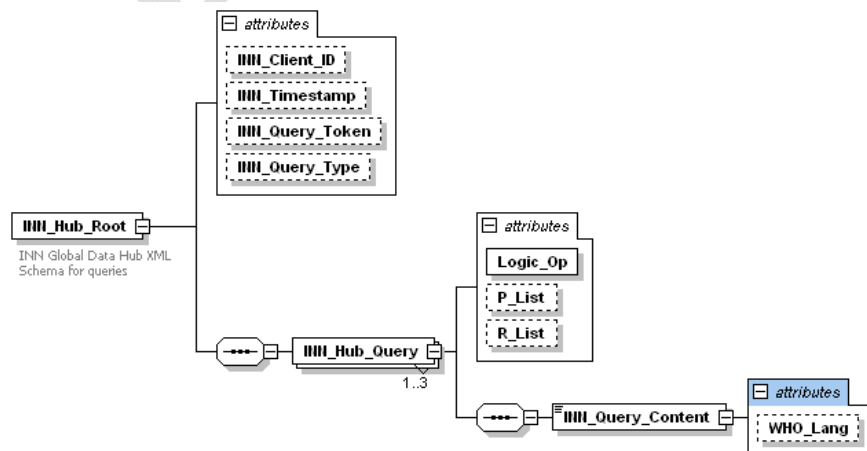 attributes
INN_Client_ID
INN_Timestamp
INN_Query_Token
INN_Query_Type
INN_Hub_Root
INN Global Data Hub XML
Schema for queries
attributes
Logic_Op
P_List
R_List
INN_Hub_Query
1..3
INN_Query_Content
attributes
WHO_Lang